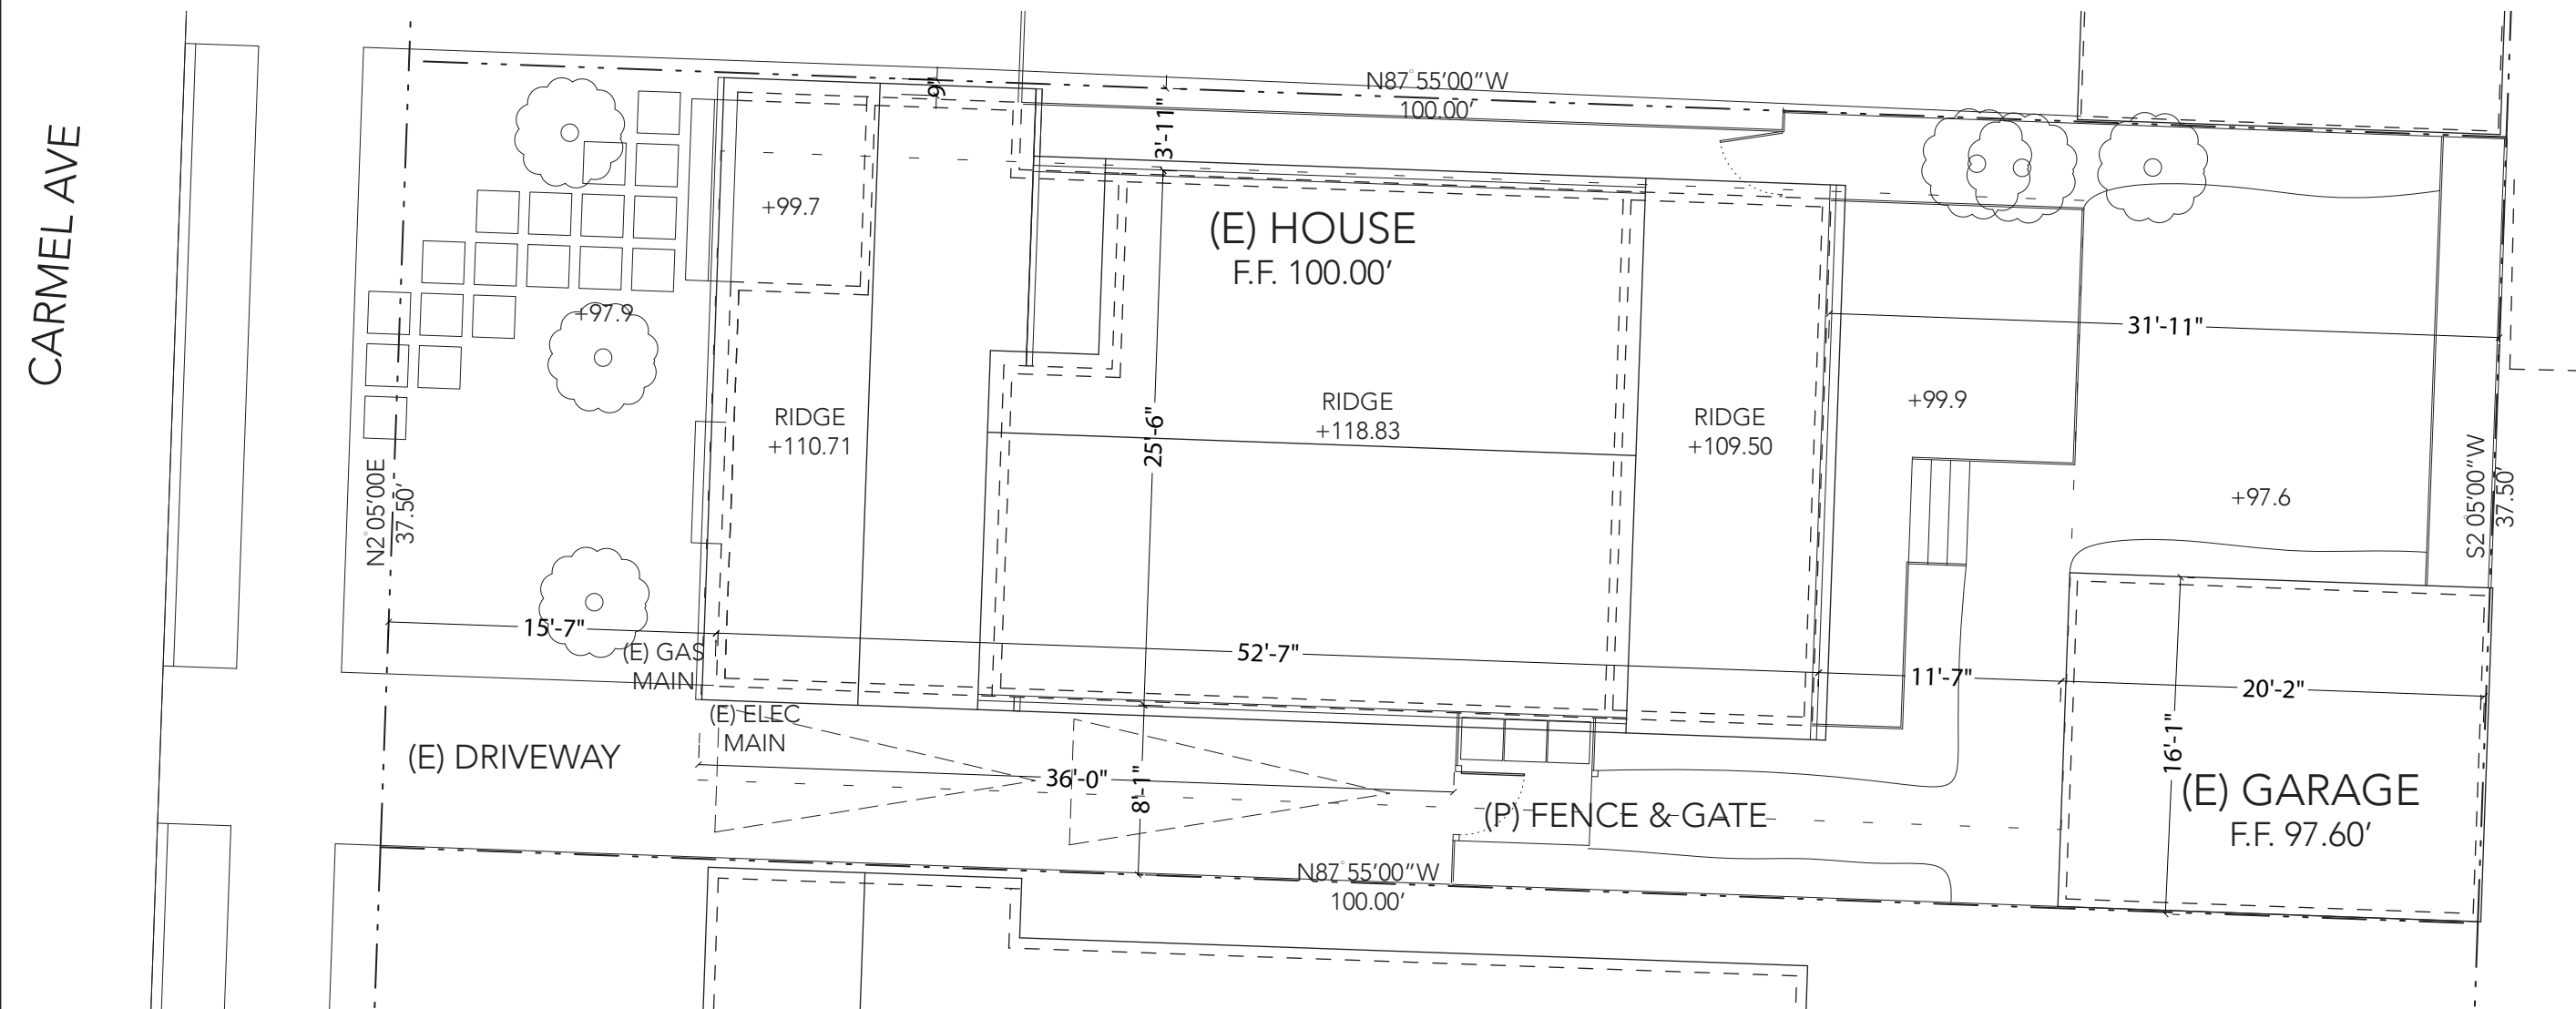 CARMEL AVE
N87°55'00"W
100.00'
9"
3'-11"
+99.7
(E) HOUSE
F.F. 100.00'
+97.9
31'-11"
RIDGE
+110.71
25'-6"
RIDGE
+118.83
RIDGE
+109.50
+99.9
+97.6
N2°05'00E
37.50'
S2°05'00"W
37.50'
15'-7"
(E) GAS
MAIN
52'-7"
11'-7"
20'-2"
(E) ELEC
MAIN
(E) DRIVEWAY
36'-0"
8'-1"
(P) FENCE & GATE
16'-1"
(E) GARAGE
F.F. 97.60'
N87°55'00"W
100.00'